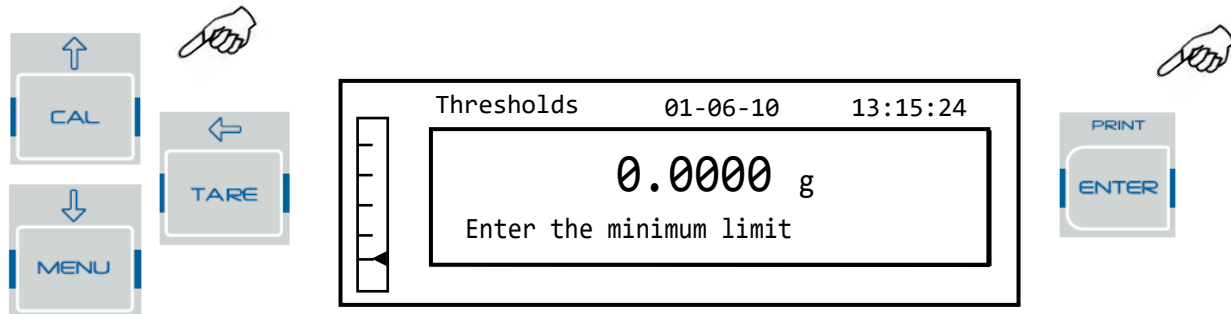 CAL
MENU
TARE
Thresholds 01-06-10 13:15:24
0.0000 g
Enter the minimum limit
PRINT
ENTER